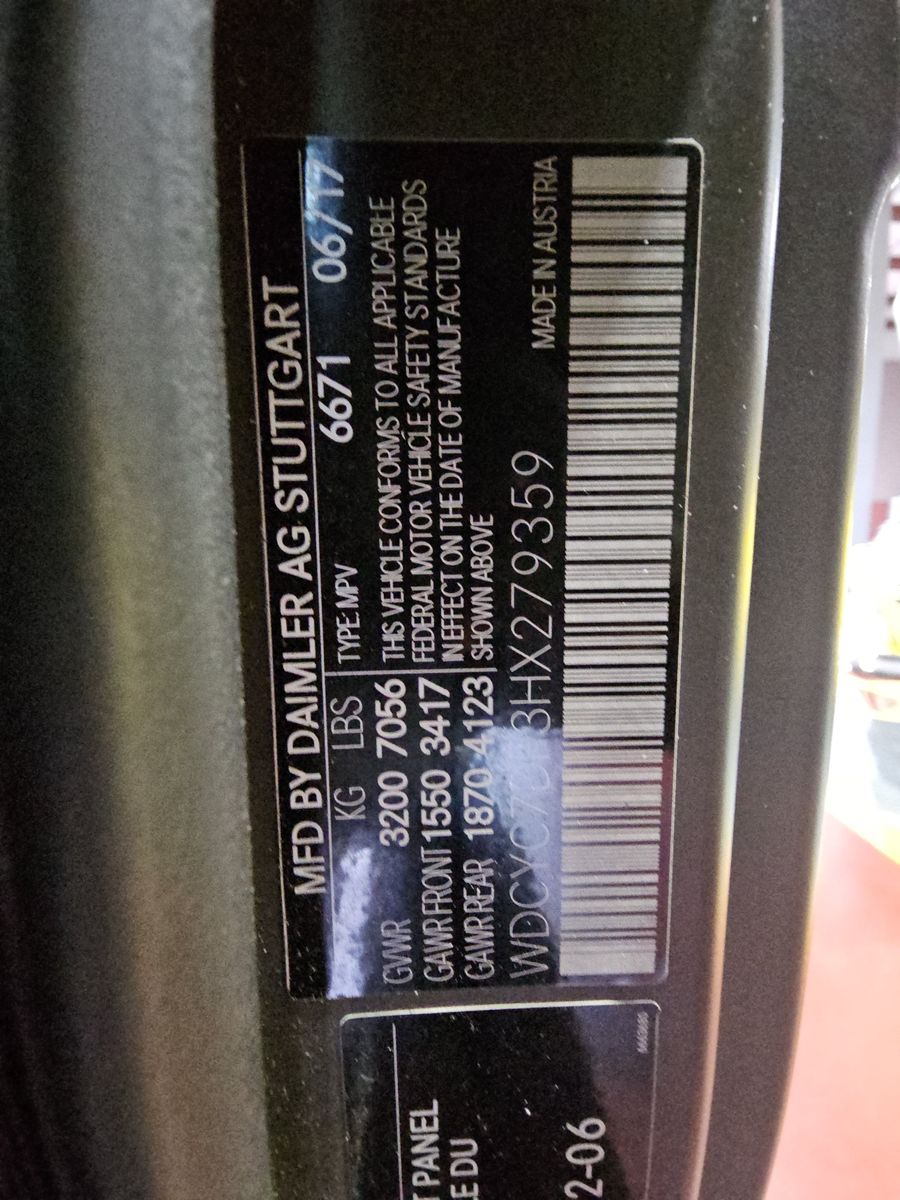 MFD BY DAIMLER AG STUTTGART
KG LBS TYPE: MPV 6671 06/17
GVWR 3200 7056 THIS VEHICLE CONFORMS TO ALL APPLICABLE
GAWR FRONT 1550 3417 FEDERAL MOTOR VEHICLE SAFETY STANDARDS
GAWR REAR 1870 4123 IN EFFECT ON THE DATE OF MANUFACTURE
SHOWN ABOVE
MADE IN AUSTRIA
T PANEL
LE DU
2-06